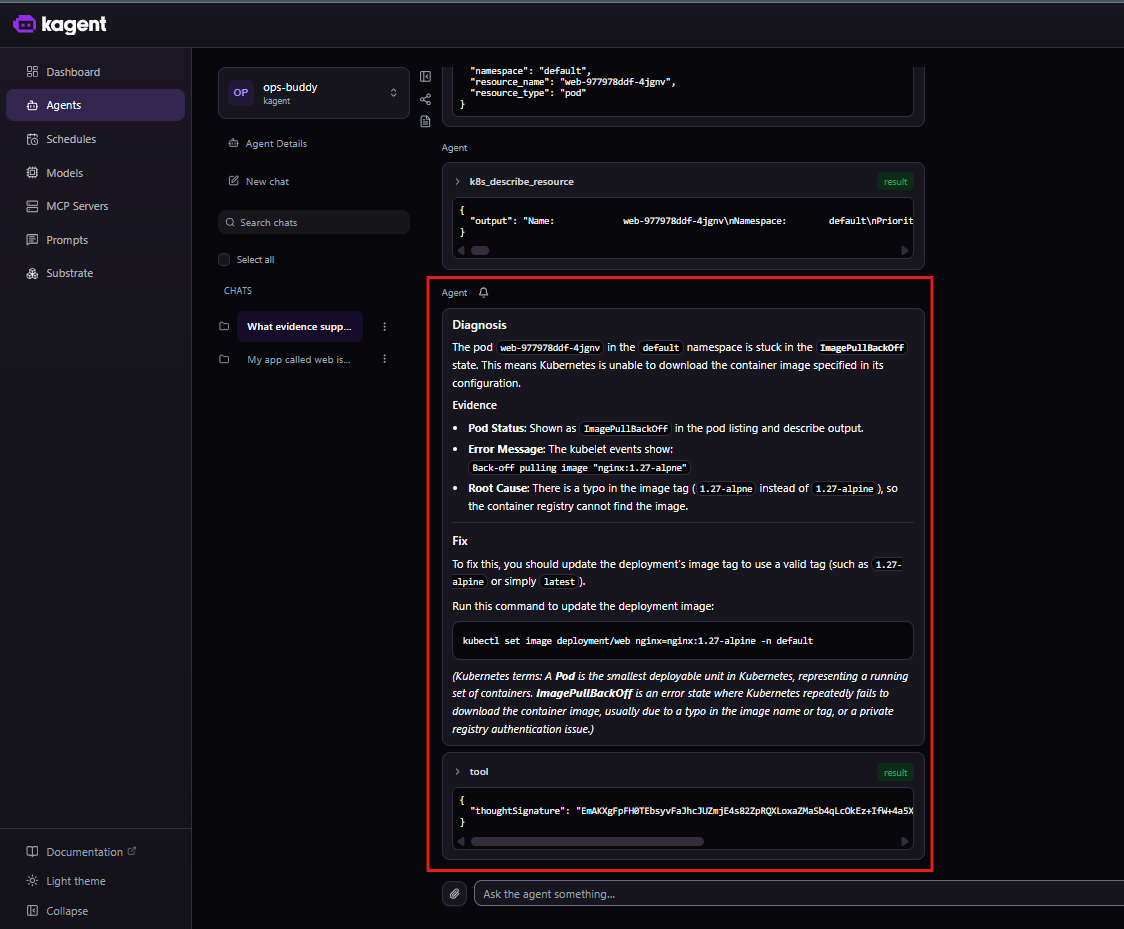 kagent
Dashboard
Agents
Schedules
Models
MCP Servers
Prompts
Substrate
Documentation
Light theme
Collapse
OP
ops-buddy
kagent
Agent Details
New chat
Search chats
Select all
CHATS
What evidence supp...
My app called web is...
"namespace": "default",
"resource_name": "web-977978ddf-4jgnv",
"resource_type": "pod"
}
Agent
k8s_describe_resource
result
{
"output": "Name: web-977978ddf-4jgnv\nNamespace: default\nPriorit
}
Agent
Diagnosis
The pod web-977978ddf-4jgnv in the default namespace is stuck in the ImagePullBackOff
state. This means Kubernetes is unable to download the container image specified in its
configuration.
Evidence
• Pod Status: Shown as ImagePullBackOff in the pod listing and describe output.
• Error Message: The kubelet events show:
Back-off pulling image "nginx:1.27-alpne"
• Root Cause: There is a typo in the image tag ( 1.27-alpne instead of 1.27-alpine ), so
the container registry cannot find the image.
Fix
To fix this, you should update the deployment's image tag to use a valid tag (such as 1.27-
alpine or simply latest ).
Run this command to update the deployment image:
kubectl set image deployment/web nginx=nginx:1.27-alpine -n default
(Kubernetes terms: A Pod is the smallest deployable unit in Kubernetes, representing a running
set of containers. ImagePullBackOff is an error state where Kubernetes repeatedly fails to
download the container image, usually due to a typo in the image name or tag, or a private
registry authentication issue.)
tool
result
{
"thoughtSignature": "EmAKXgFpFH0TEbsyvFaJhcJUZmjE4s82ZpRQXLoxaZMaSb4qLcOkEz+IfW+4a5X
}
Ask the agent something...